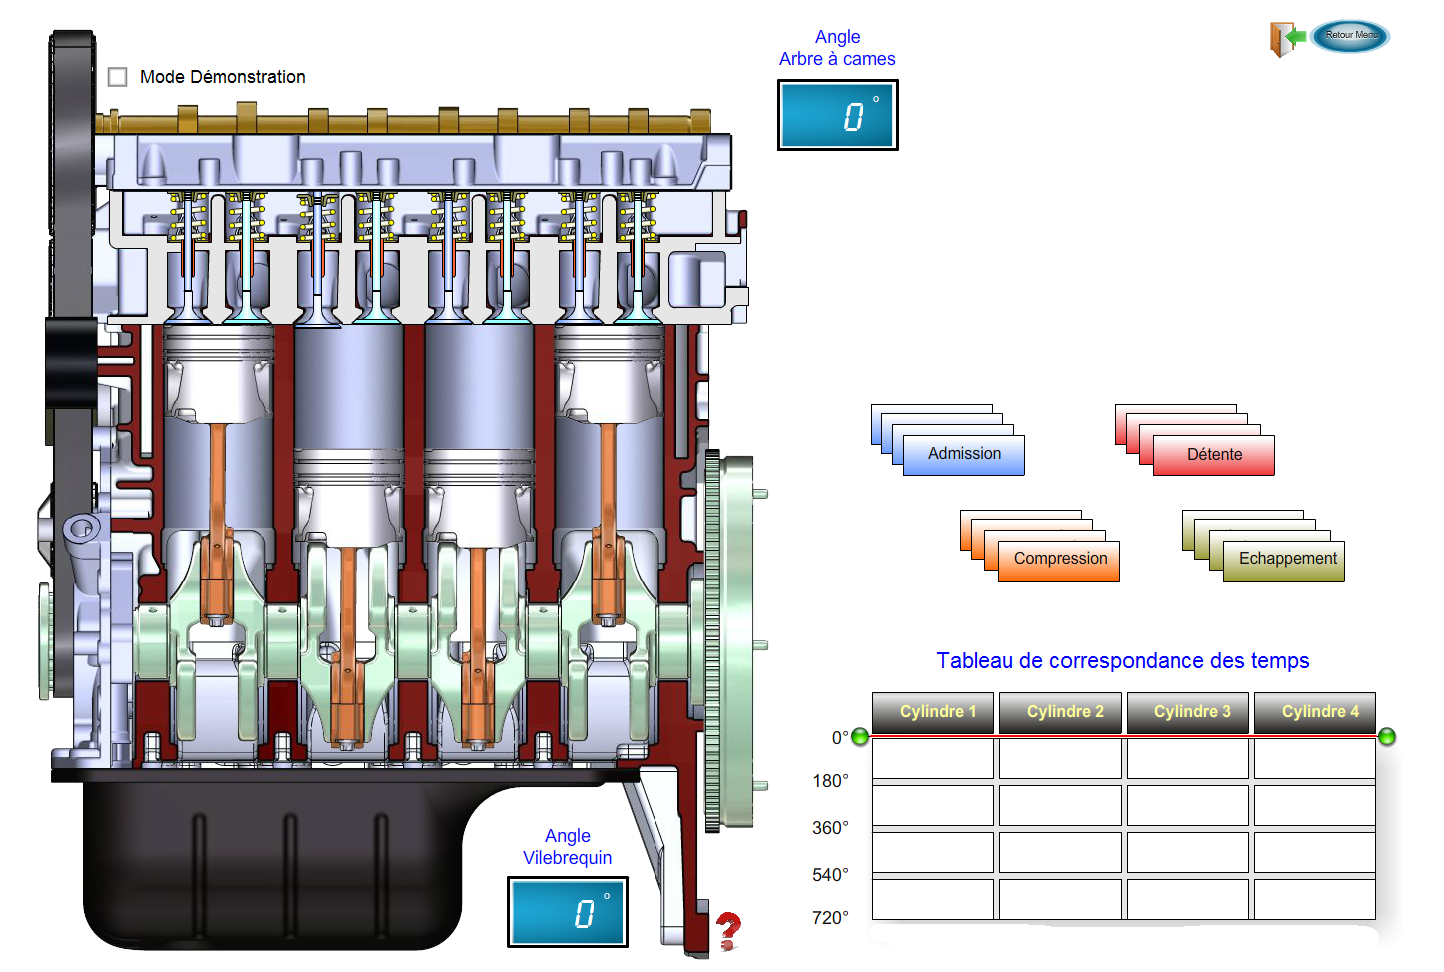 Angle
Arbre à cames
Retour Menu
Mode Démonstration
0°
Admission
Détente
Compression
Echappement
Tableau de correspondance des temps
Cylindre 1 Cylindre 2 Cylindre 3 Cylindre 4
0°
180°
360°
540°
720°
Angle
Vilebrequin
0°
?